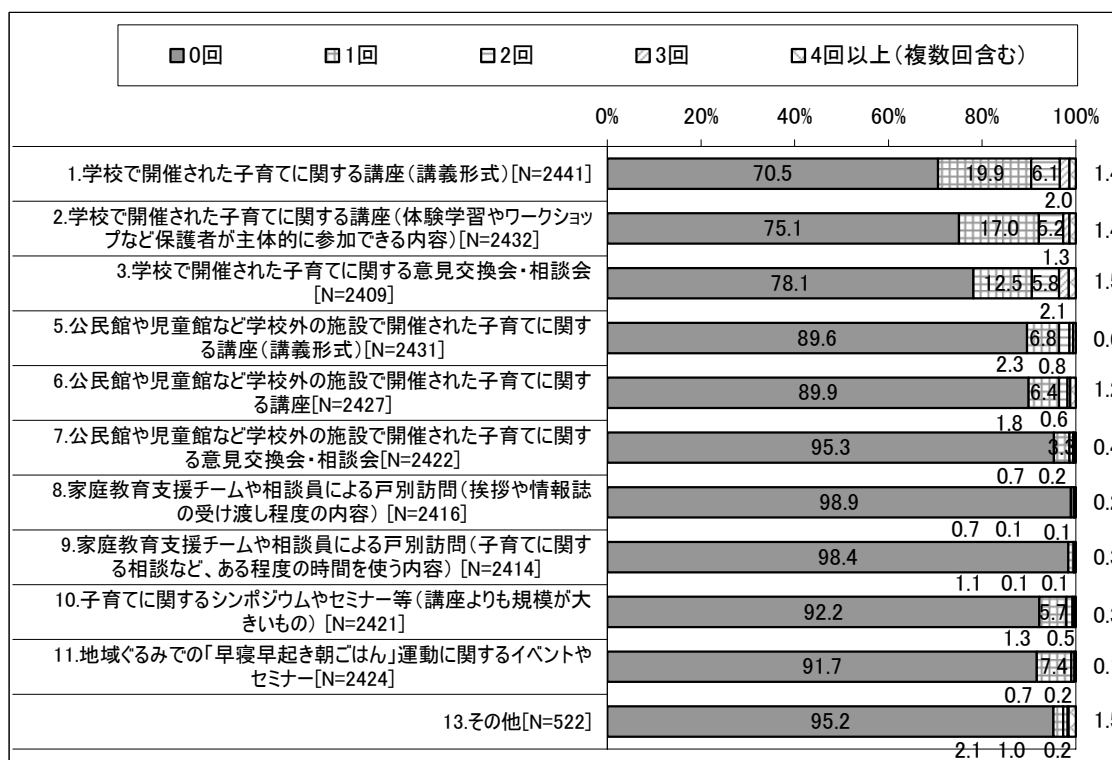 0回 1回 2回 3回 4回以上(複数回含む)
0% 20% 40% 60% 80% 100%
1.学校で開催された子育てに関する講座(講義形式)[N=2441]
70.5 19.9 6.1 1.4
2.0
2.学校で開催された子育てに関する講座(体験学習やワークショッ
プなど保護者が主体的に参加できる内容)[N=2432]
75.1 17.0 5.2 1.4
1.3
3.学校で開催された子育てに関する意見交換会・相談会
[N=2409]
78.1 12.5 5.8 1.5
2.1
5.公民館や児童館など学校外の施設で開催された子育てに関す
る講座(講義形式)[N=2431]
89.6 6.8 0.6
2.3 0.8
6.公民館や児童館など学校外の施設で開催された子育てに関す
る講座[N=2427]
89.9 6.4 1.2
1.8 0.6
7.公民館や児童館など学校外の施設で開催された子育てに関す
る意見交換会・相談会[N=2422]
95.3 3.3 0.4
0.7 0.2
8.家庭教育支援チームや相談員による戸別訪問(挨拶や情報誌
の受け渡し程度の内容) [N=2416]
98.9 0.2
0.7 0.1 0.1
9.家庭教育支援チームや相談員による戸別訪問(子育てに関す
る相談など、ある程度の時間を使う内容) [N=2414]
98.4 0.3
1.1 0.1 0.1
10.子育てに関するシンポジウムやセミナー等(講座よりも規模が大
きいもの) [N=2421]
92.2 5.7 0.3
1.3 0.5
11.地域ぐるみでの「早寝早起き朝ごはん」運動に関するイベントや
セミナー[N=2424]
91.7 7.4
0.7 0.2
13.その他[N=522]
95.2 1.5
2.1 1.0 0.2